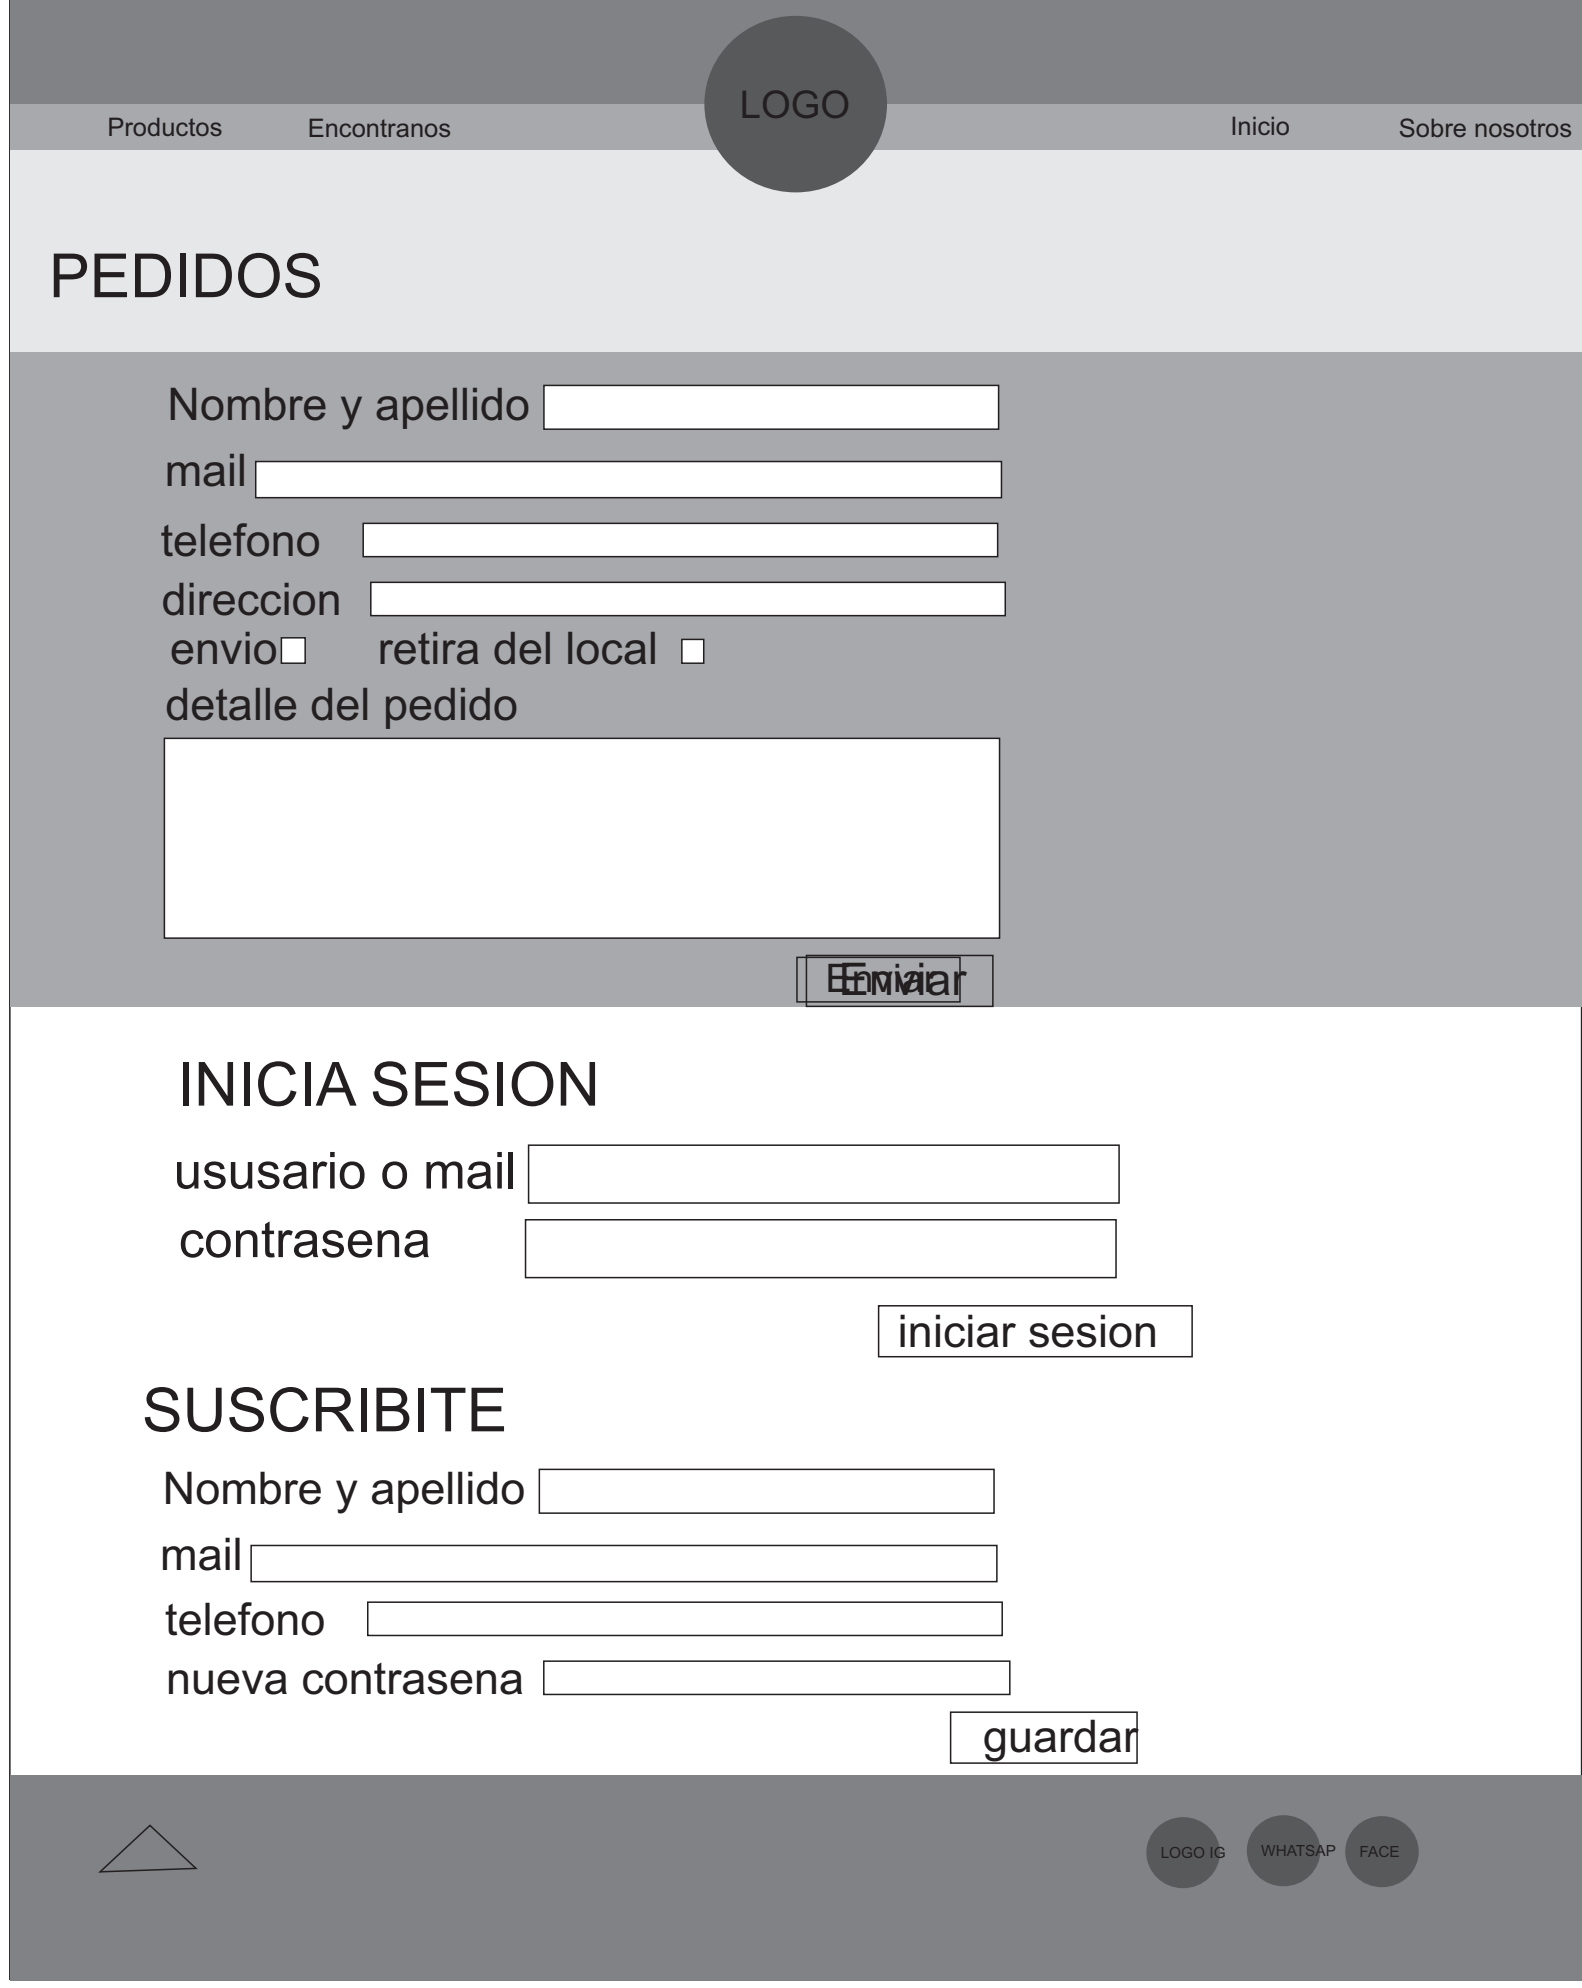 LOGO
Productos Encontranos Inicio Sobre nosotros
PEDIDOS
Nombre y apellido
mail
telefono
direccion
envio retira del local
detalle del pedido
Enviar Enviar
INICIA SESION
ususario o mail
contrasena
iniciar sesion
SUSCRIBITE
Nombre y apellido
mail
telefono
nueva contrasena
guardar
LOGO IG WHATSAP FACE